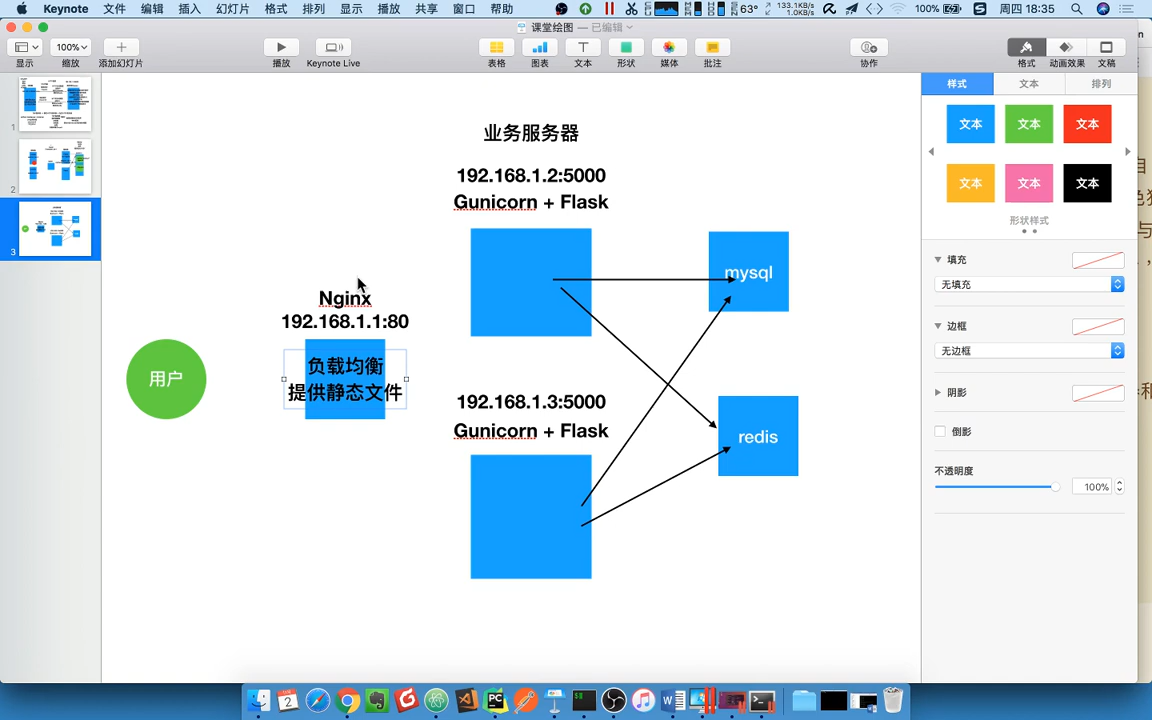 Keynote 文件 编辑 插入 幻灯片 格式 排列 显示 播放 共享 窗口 帮助
63° 133.1KB/s 1.0KB/s 100% 周四 18:35
课堂绘图 — 已编辑
100%
显示 缩放 添加幻灯片 播放 Keynote Live 表格 图表 文本 形状 媒体 批注 协作 格式 动画效果 文稿
1
2
3
业务服务器
192.168.1.2:5000
Gunicorn + Flask
mysql
Nginx
192.168.1.1:80
用户
负载均衡
提供静态文件
192.168.1.3:5000
Gunicorn + Flask
redis
样式 文本 排列
文本 文本 文本
文本 文本 文本
形状样式
填充
无填充
边框
无边框
阴影
倒影
不透明度
100%